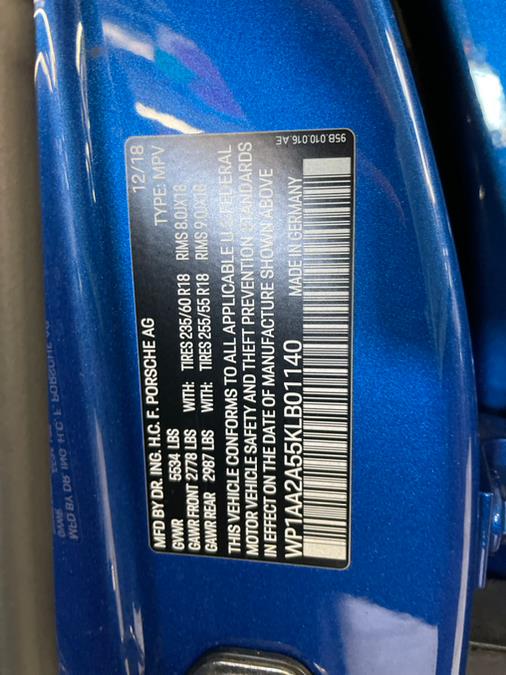 MFD BY DR. ING. H.C. F. PORSCHE AG 12/18
GVWR 5534 LBS TYPE: MPV
GAWR FRONT 2778 LBS WITH: TIRES 235/60 R18 RIMS 8.0JX18
GAWR REAR 2987 LBS WITH: TIRES 255/55 R18 RIMS 9.0JX18
THIS VEHICLE CONFORMS TO ALL APPLICABLE U.S. FEDERAL
MOTOR VEHICLE SAFETY AND THEFT PREVENTION STANDARDS
IN EFFECT ON THE DATE OF MANUFACTURE SHOWN ABOVE
WP1AA2A55KLB01140 MADE IN GERMANY
95B.010.016.AE